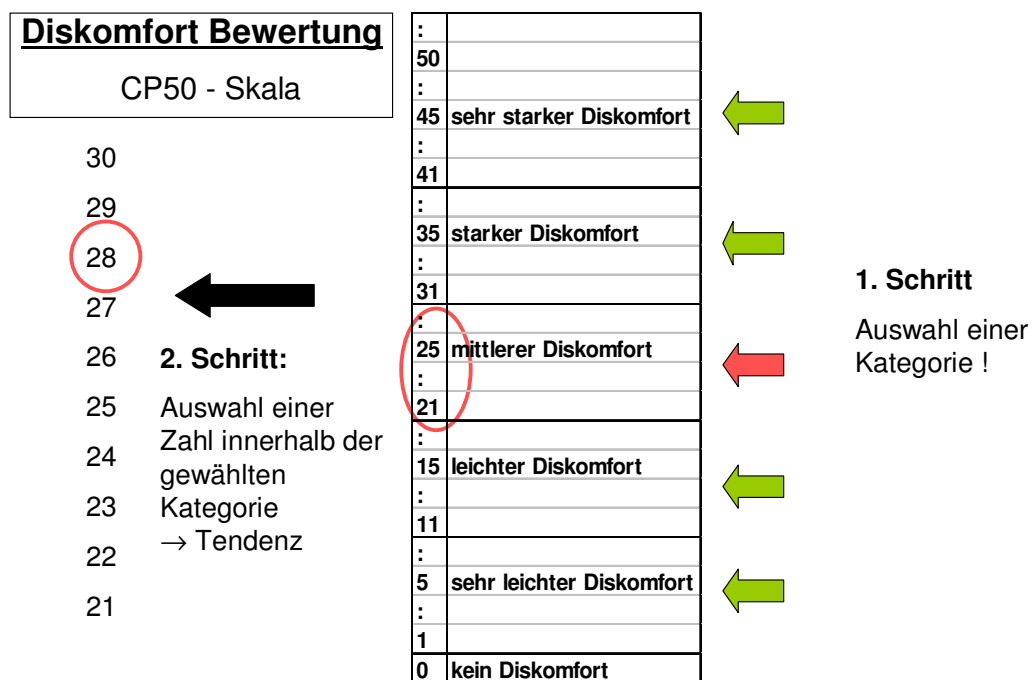 Diskomfort Bewertung
CP50 - Skala
30
29
28
27
26
25
24
23
22
21
2. Schritt:
Auswahl einer
Zahl innerhalb der
gewählten
Kategorie
→ Tendenz
:
50
:
45 sehr starker Diskomfort
:
41
:
35 starker Diskomfort
:
31
:
25 mittlerer Diskomfort
:
21
:
15 leichter Diskomfort
:
11
:
5 sehr leichter Diskomfort
:
1
0 kein Diskomfort
1. Schritt
Auswahl einer
Kategorie !